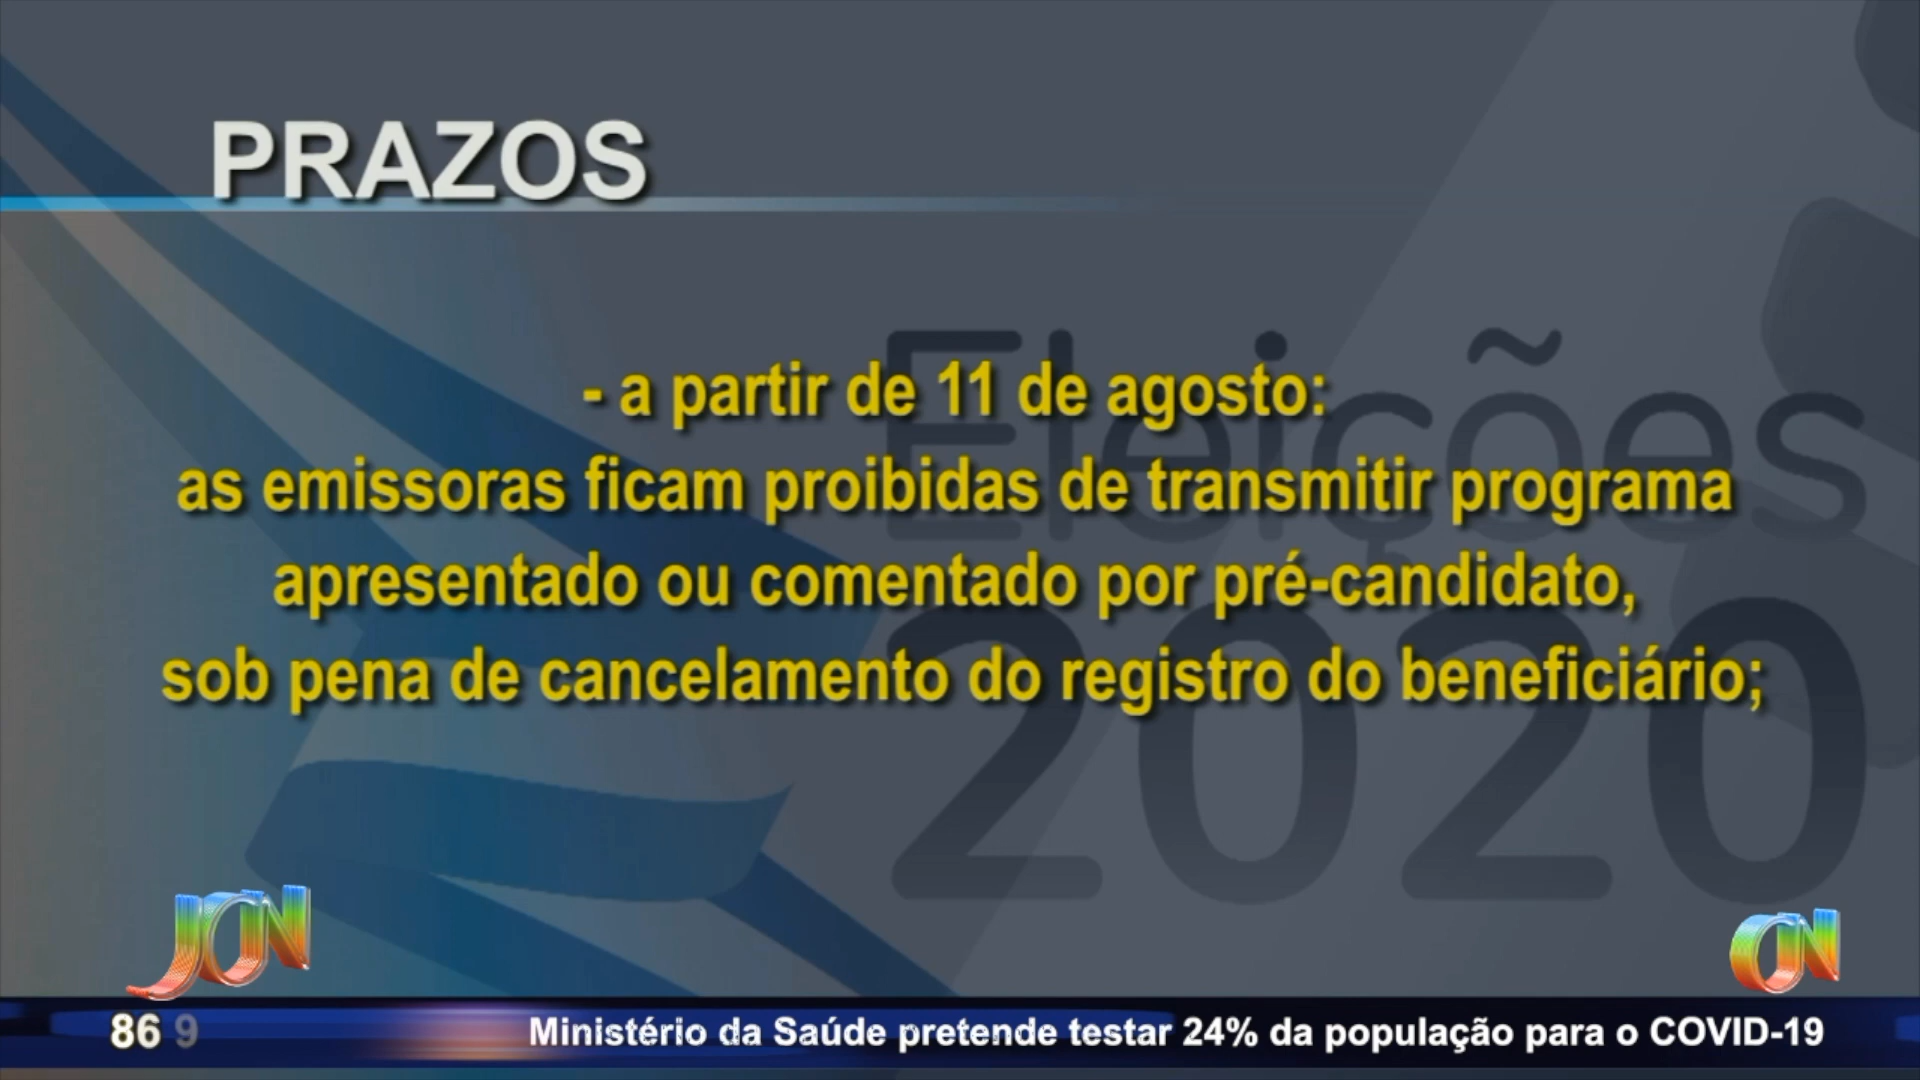 PRAZOS
Eleições
2020
- a partir de 11 de agosto:
as emissoras ficam proibidas de transmitir programa
apresentado ou comentado por pré-candidato,
sob pena de cancelamento do registro do beneficiário;
JCN
CN
86 9
Ministério da Saúde pretende testar 24% da população para o COVID-19